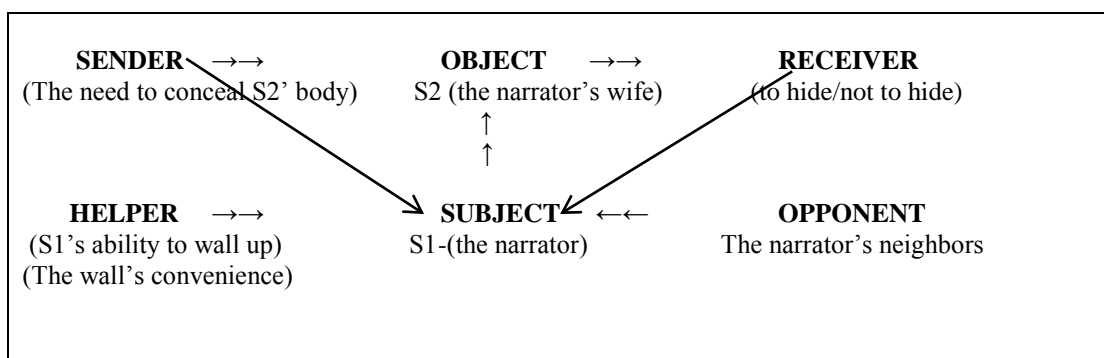 SENDER →→ OBJECT →→ RECEIVER
(The need to conceal S2’ body) S2 (the narrator’s wife) (to hide/not to hide)
↑
↑
HELPER →→ SUBJECT ←← OPPONENT
(S1’s ability to wall up) S1-(the narrator) The narrator’s neighbors
(The wall’s convenience)